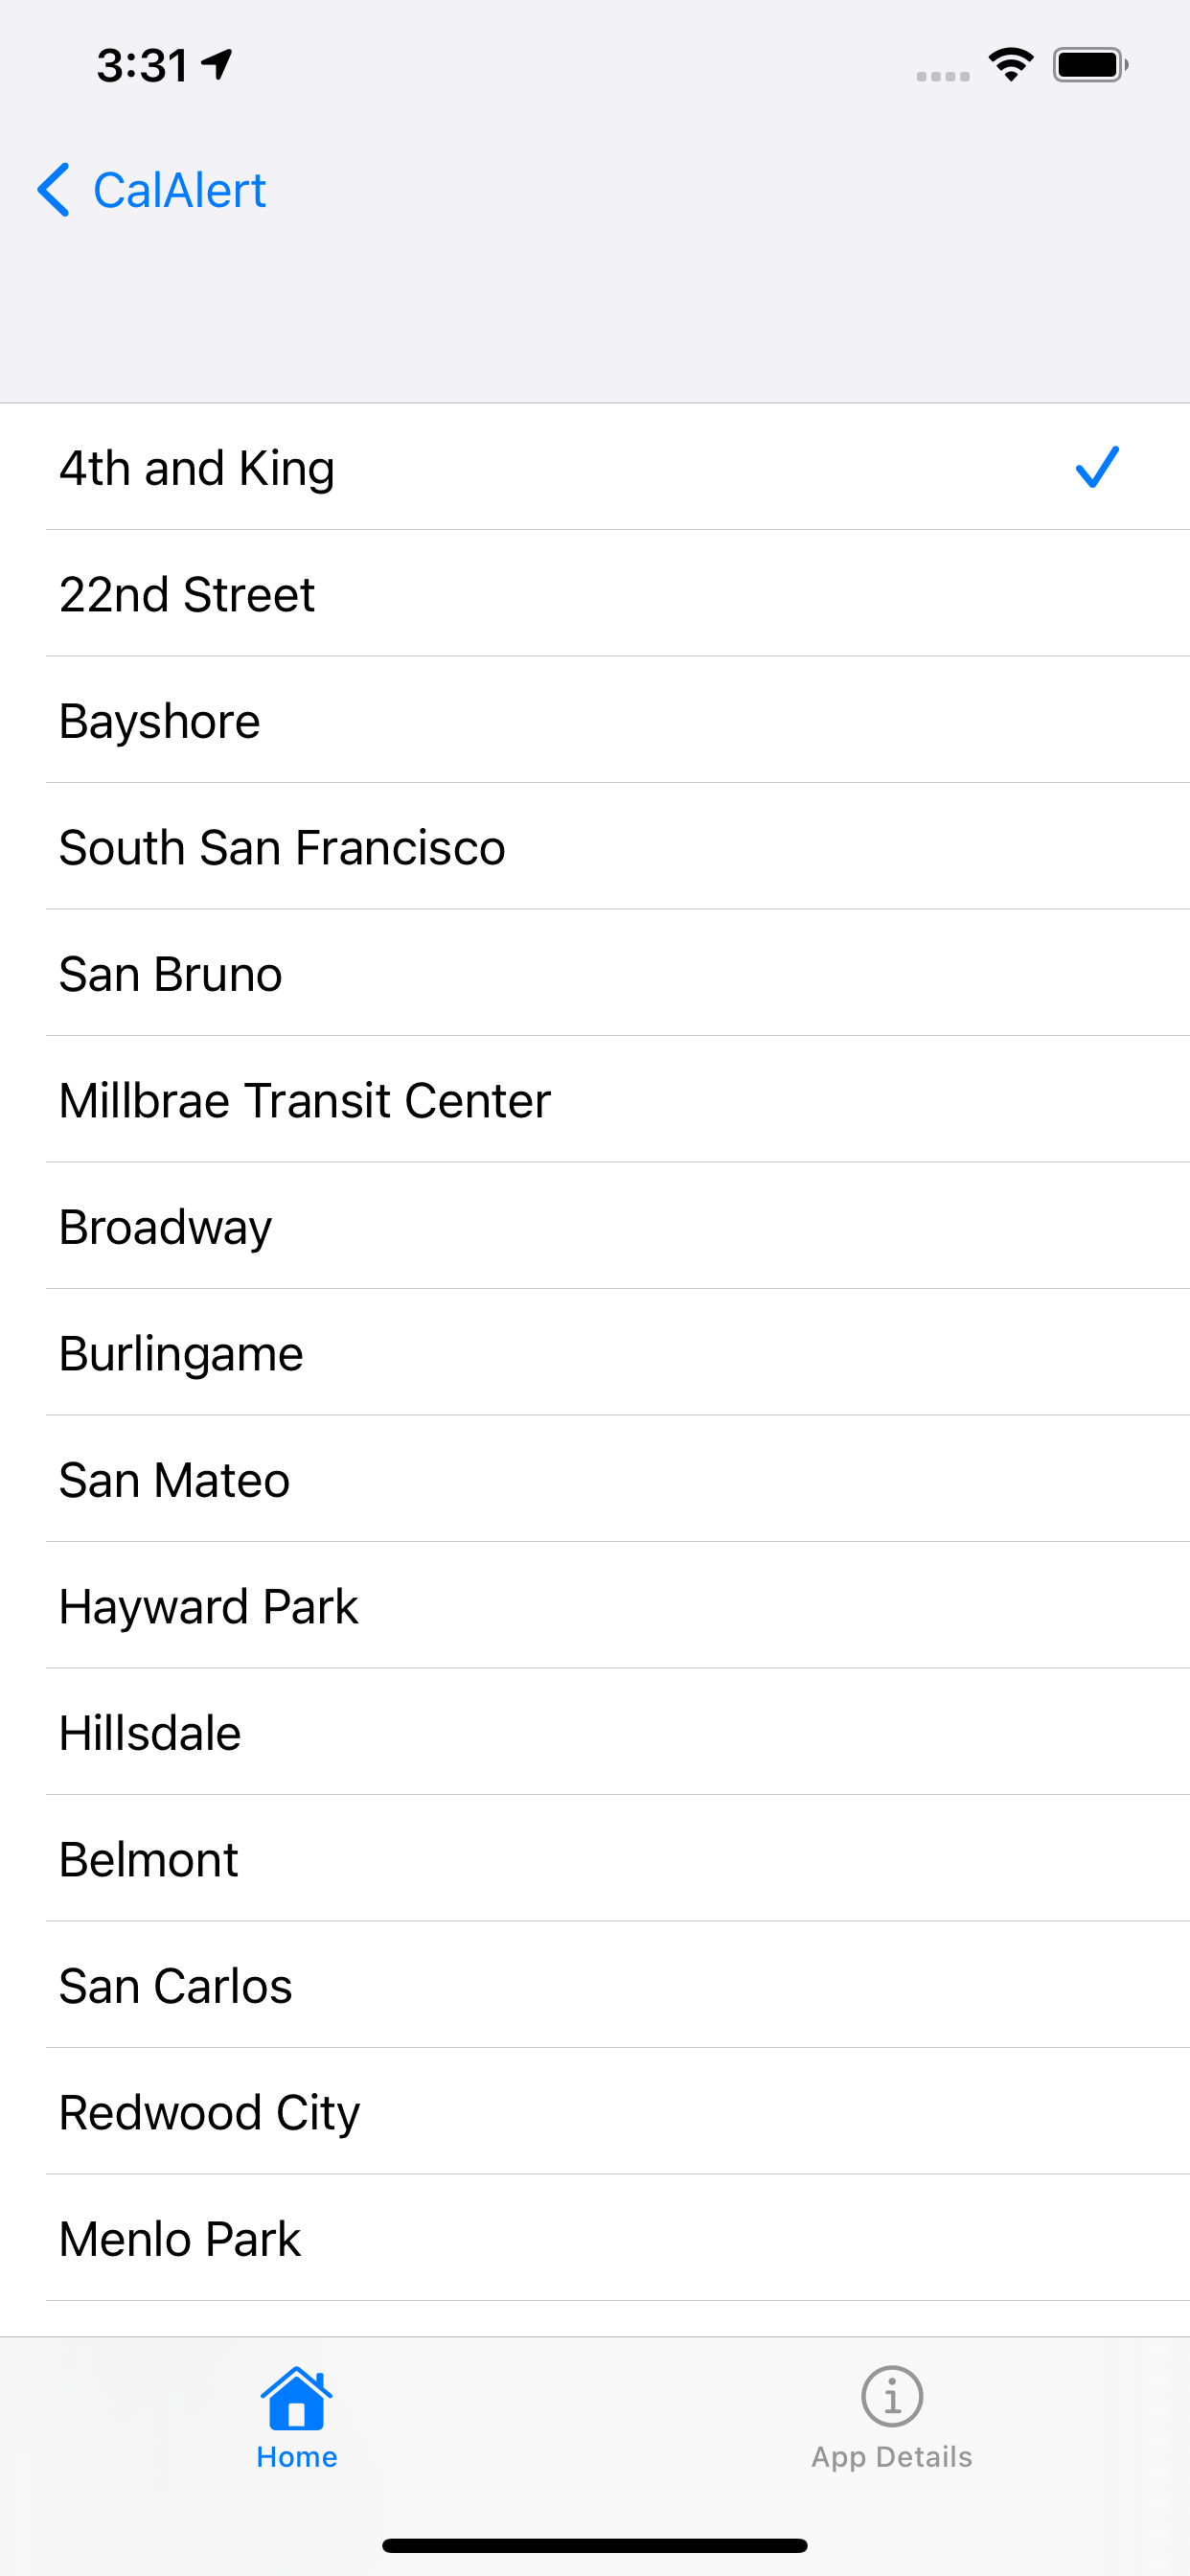 3:31
CalAlert
4th and King
22nd Street
Bayshore
South San Francisco
San Bruno
Millbrae Transit Center
Broadway
Burlingame
San Mateo
Hayward Park
Hillsdale
Belmont
San Carlos
Redwood City
Menlo Park
Home
App Details